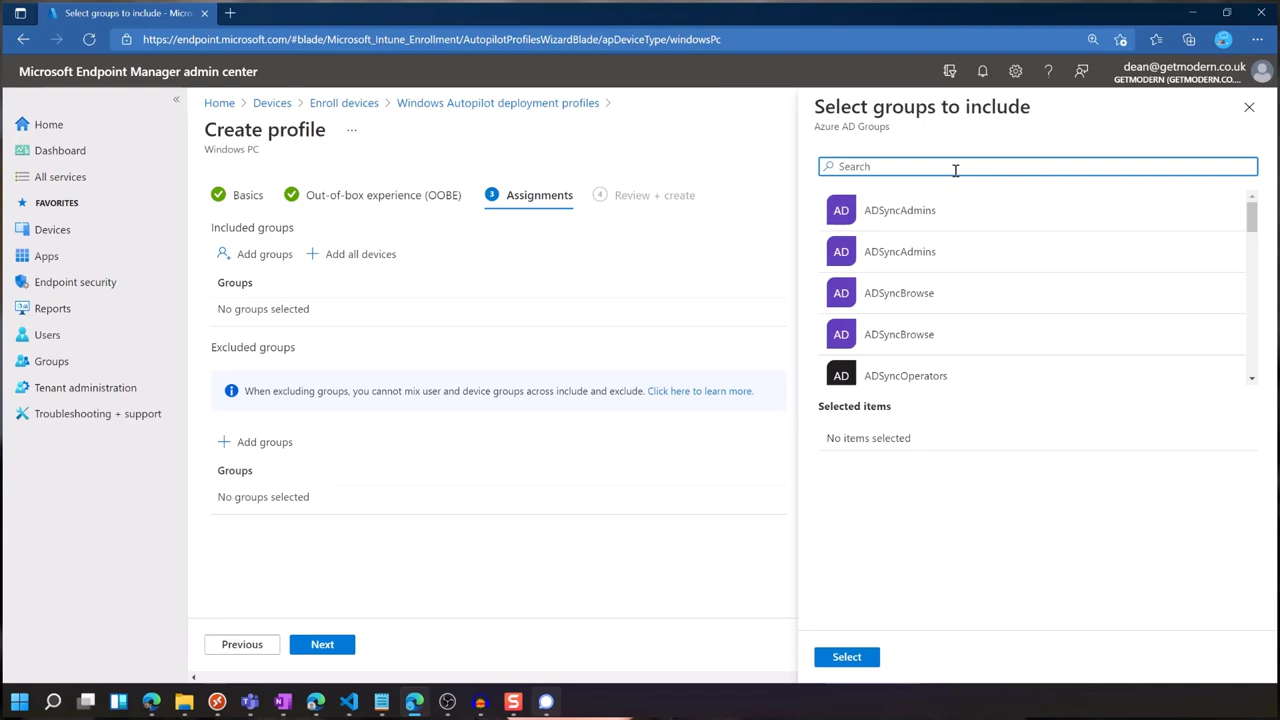 Select groups to include - Micro
https://endpoint.microsoft.com/#blade/Microsoft_Intune_Enrollment/AutopilotProfilesWizardBlade/apDeviceType/windowsPc
Microsoft Endpoint Manager admin center
dean@getmodern.co.uk
GETMODERN (GETMODERN.CO....
Home
Dashboard
All services
FAVORITES
Devices
Apps
Endpoint security
Reports
Users
Groups
Tenant administration
Troubleshooting + support
Home > Devices > Enroll devices > Windows Autopilot deployment profiles >
Create profile ...
Windows PC
Basics
Out-of-box experience (OOBE)
3 Assignments
4 Review + create
Included groups
Add groups
Add all devices
Groups
No groups selected
Excluded groups
When excluding groups, you cannot mix user and device groups across include and exclude. Click here to learn more.
Add groups
Groups
No groups selected
Previous
Next
Select groups to include
Azure AD Groups
Search
AD ADSyncAdmins
AD ADSyncAdmins
AD ADSyncBrowse
AD ADSyncBrowse
AD ADSyncOperators
Selected items
No items selected
Select